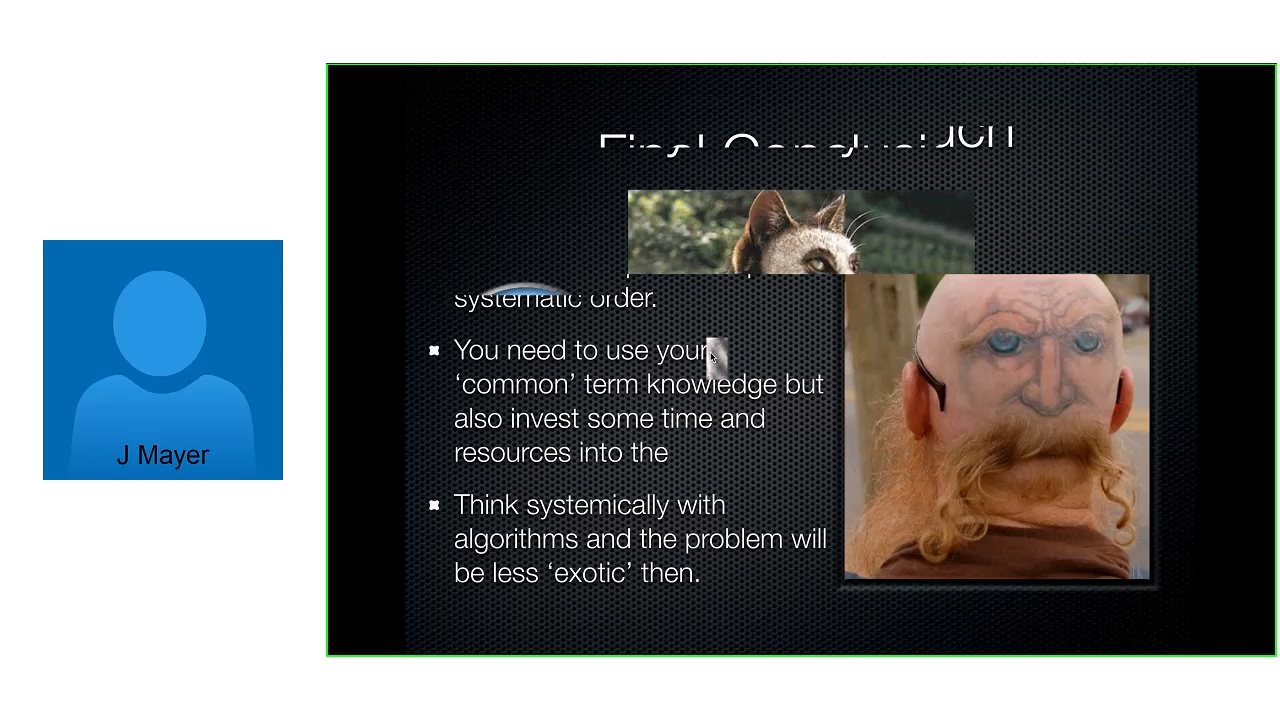 J Mayer
systematic order.
You need to use your
‘common’ term knowledge but
also invest some time and
resources into the
Think systemically with
algorithms and the problem will
be less ‘exotic’ then.